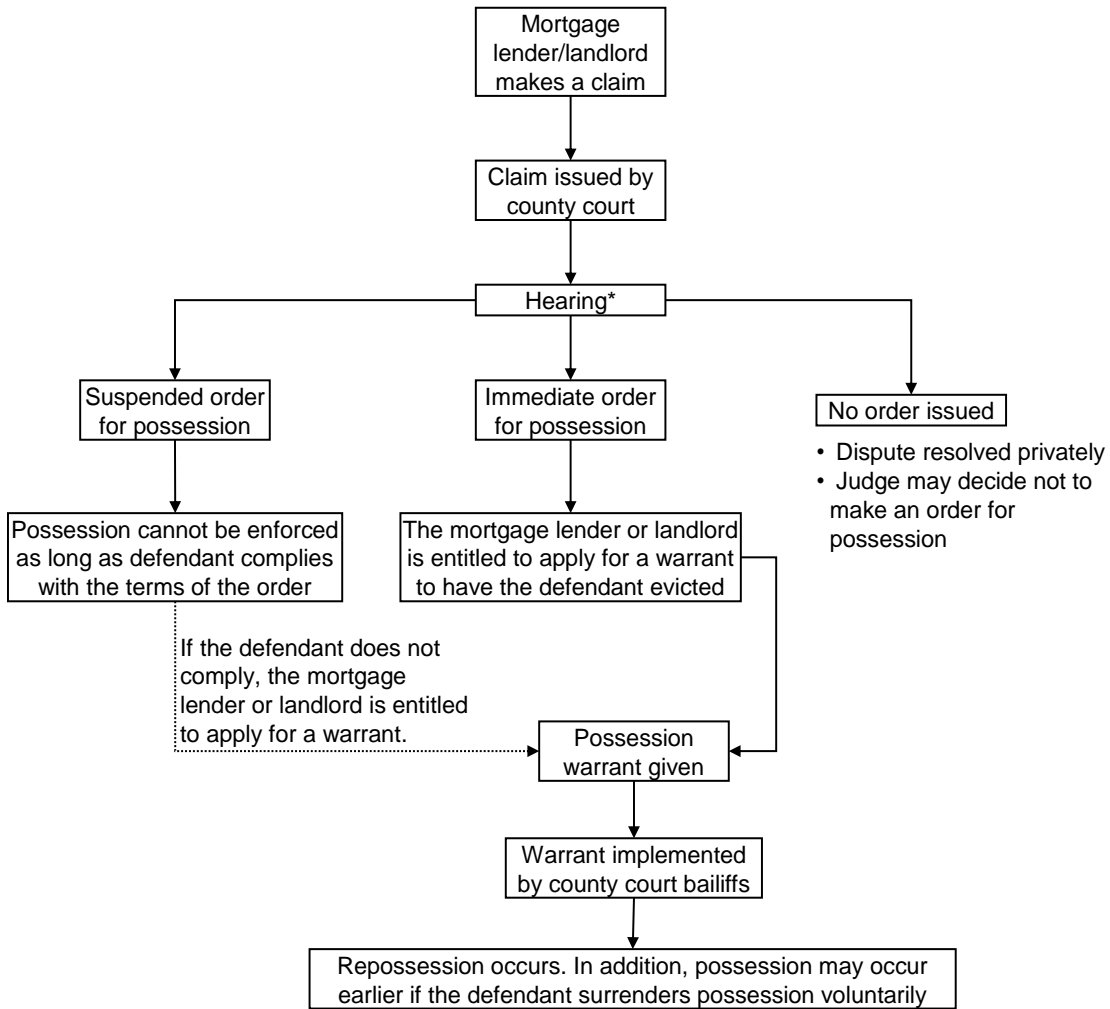 Mortgage
lender/landlord
makes a claim
Claim issued by
county court
Hearing*
Suspended order
for possession
Immediate order
for possession
No order issued
• Dispute resolved privately
• Judge may decide not to
make an order for
possession
Possession cannot be enforced
as long as defendant complies
with the terms of the order
The mortgage lender or landlord
is entitled to apply for a warrant
to have the defendant evicted
If the defendant does not
comply, the mortgage
lender or landlord is entitled
to apply for a warrant.
Possession
warrant given
Warrant implemented
by county court bailiffs
Repossession occurs. In addition, possession may occur
earlier if the defendant surrenders possession voluntarily